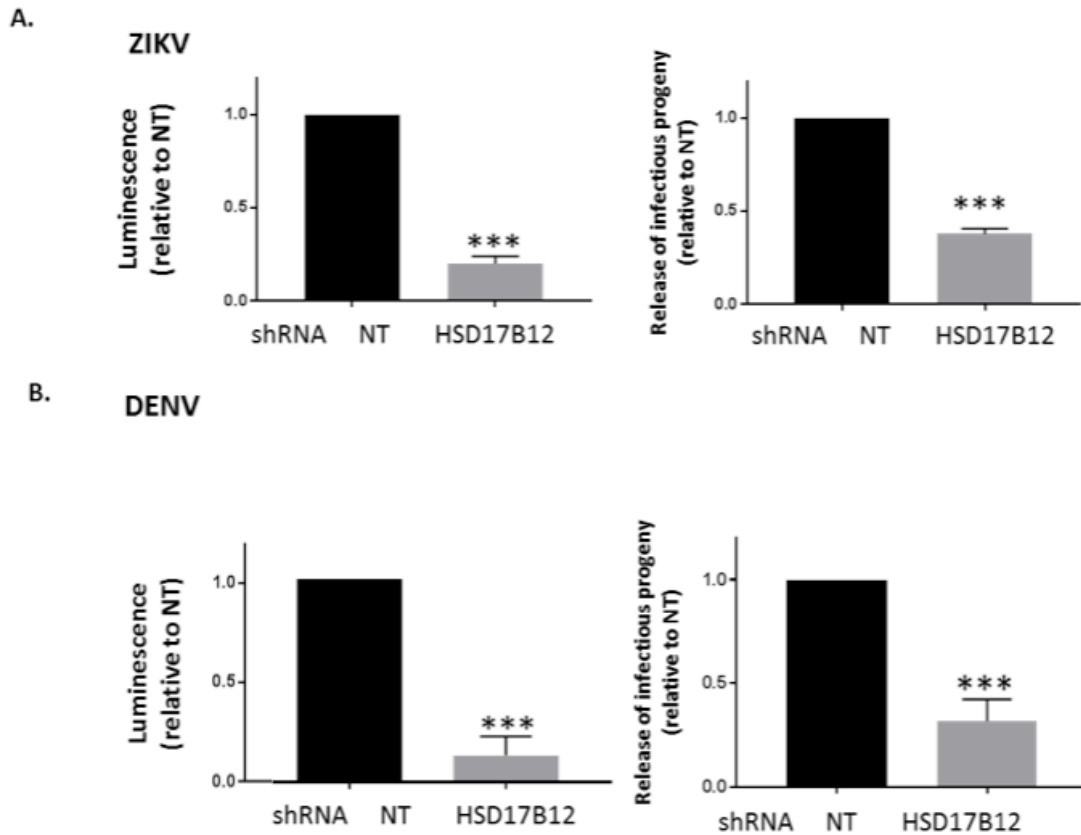 A.
ZIKV
Luminescence
(relative to NT)
1.0
0.5
0.0
***
shRNA NT HSD17B12
Release of infectious progeny
(relative to NT)
1.0
0.5
0.0
***
shRNA NT HSD17B12
B.
DENV
Luminescence
(relative to NT)
1.0
0.5
0.0
***
shRNA NT HSD17B12
Release of infectious progeny
(relative to NT)
1.0
0.5
0.0
***
shRNA NT HSD17B12